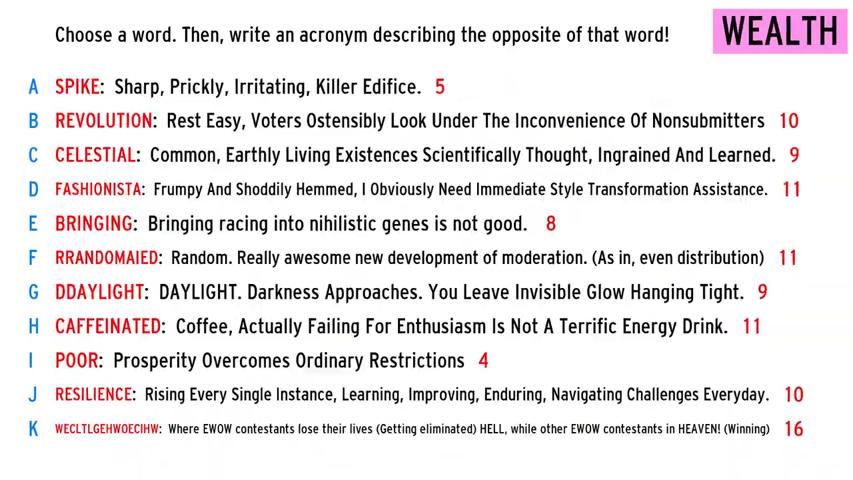 Choose a word. Then, write an acronym describing the opposite of that word!
WEALTH
A SPIKE: Sharp, Prickly, Irritating, Killer Edifice. 5
B REVOLUTION: Rest Easy, Voters Ostensibly Look Under The Inconvenience Of Nonsubmitters 10
C CELESTIAL: Common, Earthly Living Existences Scientifically Thought, Ingrained And Learned. 9
D FASHIONISTA: Frumpy And Shoddily Hemmed, I Obviously Need Immediate Style Transformation Assistance. 11
E BRINGING: Bringing racing into nihilistic genes is not good. 8
F RRANDOMAIED: Random. Really awesome new development of moderation. (As in, even distribution) 11
G DDAYLIGHT: DAYLIGHT. Darkness Approaches. You Leave Invisible Glow Hanging Tight. 9
H CAFFEINATED: Coffee, Actually Failing For Enthusiasm Is Not A Terrific Energy Drink. 11
I POOR: Prosperity Overcomes Ordinary Restrictions 4
J RESILIENCE: Rising Every Single Instance, Learning, Improving, Enduring, Navigating Challenges Everyday. 10
K WECLTLGEHWOECIHW: Where EWOW contestants lose their lives (Getting eliminated) HELL, while other EWOW contestants in HEAVEN! (Winning) 16